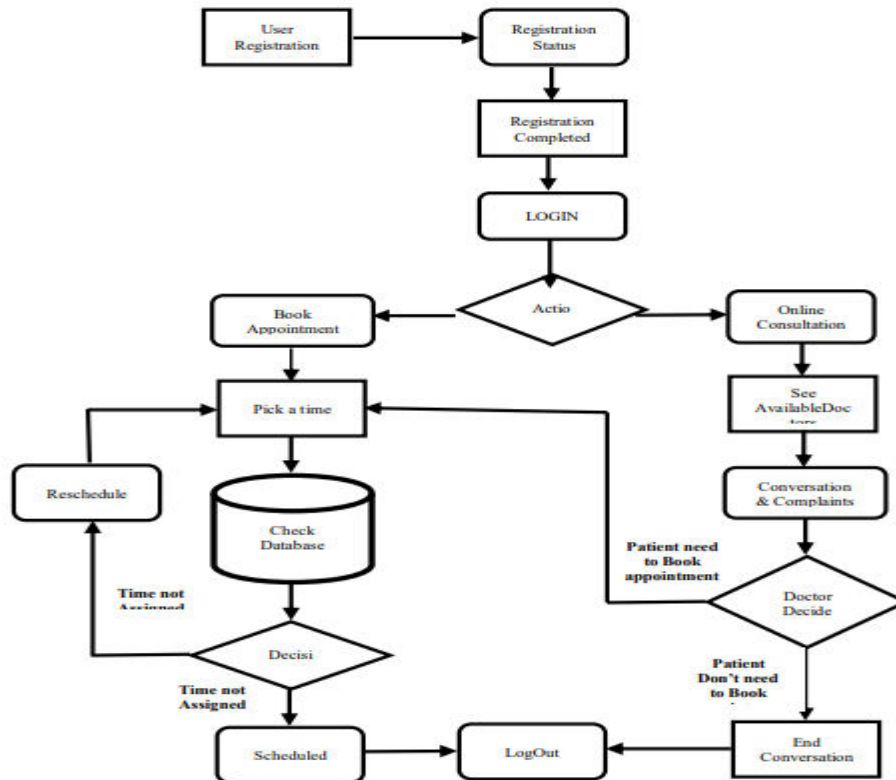 User
Registration
Registration
Status
Registration
Completed
LOGIN
Actio
Book
Appointment
Online
Consultation
Pick a time
See
AvailableDoc
tors
Reschedule
Conversation
& Complaints
Check
Database
Patient need
to Book
appointment
Time not
Assigned
Doctor
Decide
Decisi
Time not
Assigned
Patient
Don't need
to Book
Scheduled
LogOut
End
Conversation